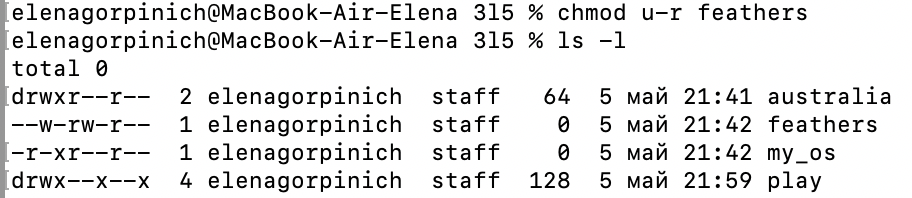 elenagorpinich@MacBook-Air-Elena 3l5 % chmod u-r feathers
elenagorpinich@MacBook-Air-Elena 3l5 % ls -l
total 0
drwxr--r--  2 elenagorpinich  staff   64  5 май 21:41 australia
--w-rw-r--  1 elenagorpinich  staff    0  5 май 21:42 feathers
-r-xr--r--  1 elenagorpinich  staff    0  5 май 21:42 my_os
drwx--x--x  4 elenagorpinich  staff  128  5 май 21:59 play